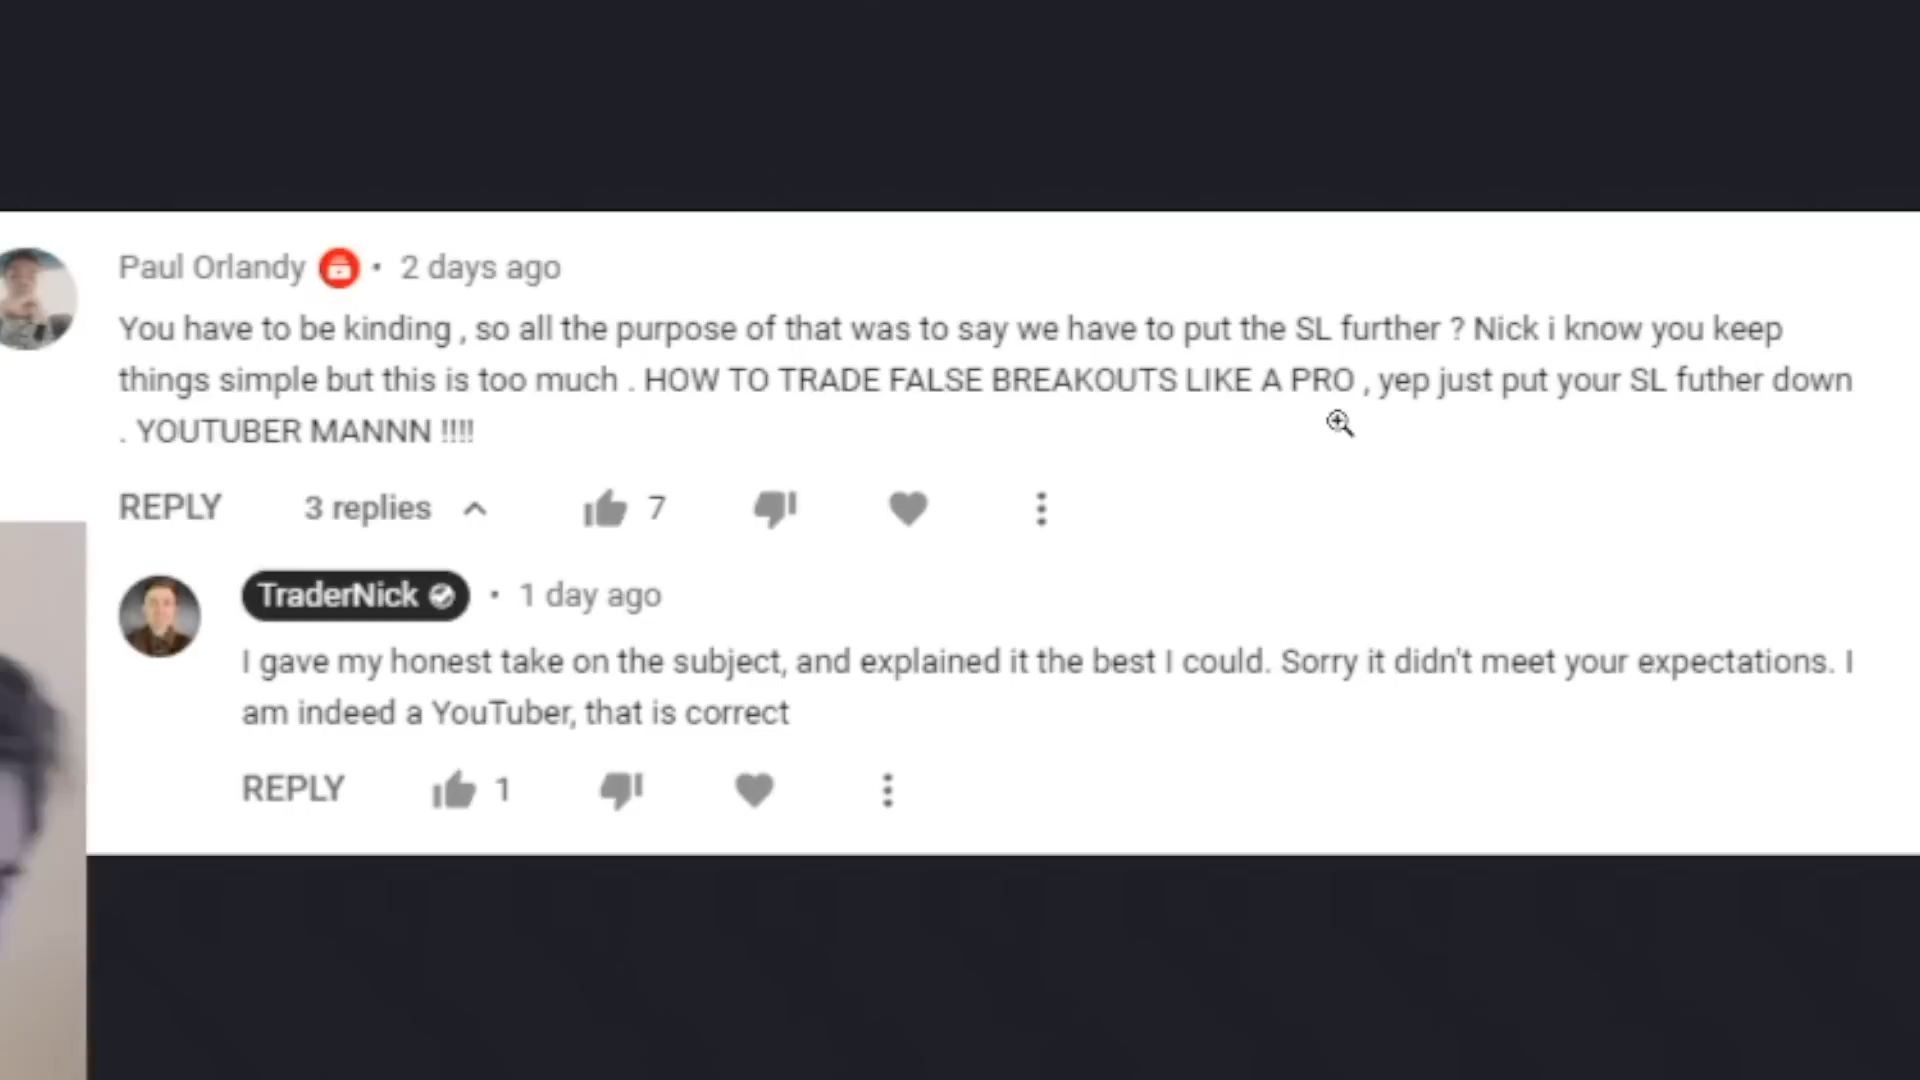 Paul Orlandy • 2 days ago
You have to be kinding , so all the purpose of that was to say we have to put the SL further ? Nick i know you keep
things simple but this is too much . HOW TO TRADE FALSE BREAKOUTS LIKE A PRO , yep just put your SL futher down
. YOUTUBER MANNN !!!!
REPLY 3 replies 7
TraderNick • 1 day ago
I gave my honest take on the subject, and explained it the best I could. Sorry it didn't meet your expectations. I
am indeed a YouTuber, that is correct
REPLY 1